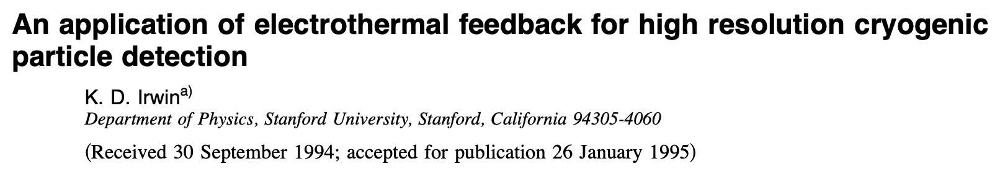 An application of electrothermal feedback for high resolution cryogenic
particle detection
K. D. Irwin^a)
Department of Physics, Stanford University, Stanford, California 94305-4060
(Received 30 September 1994; accepted for publication 26 January 1995)